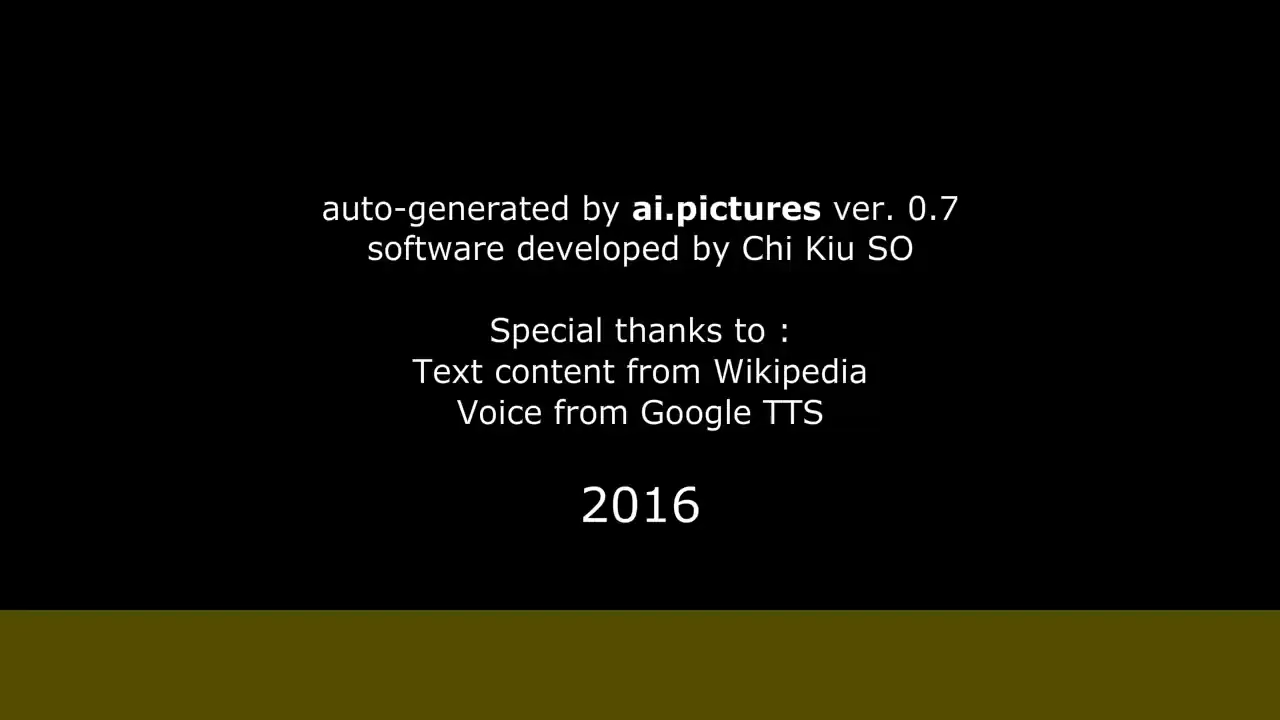 auto-generated by ai.pictures ver. 0.7
software developed by Chi Kiu SO
Special thanks to :
Text content from Wikipedia
Voice from Google TTS
2016